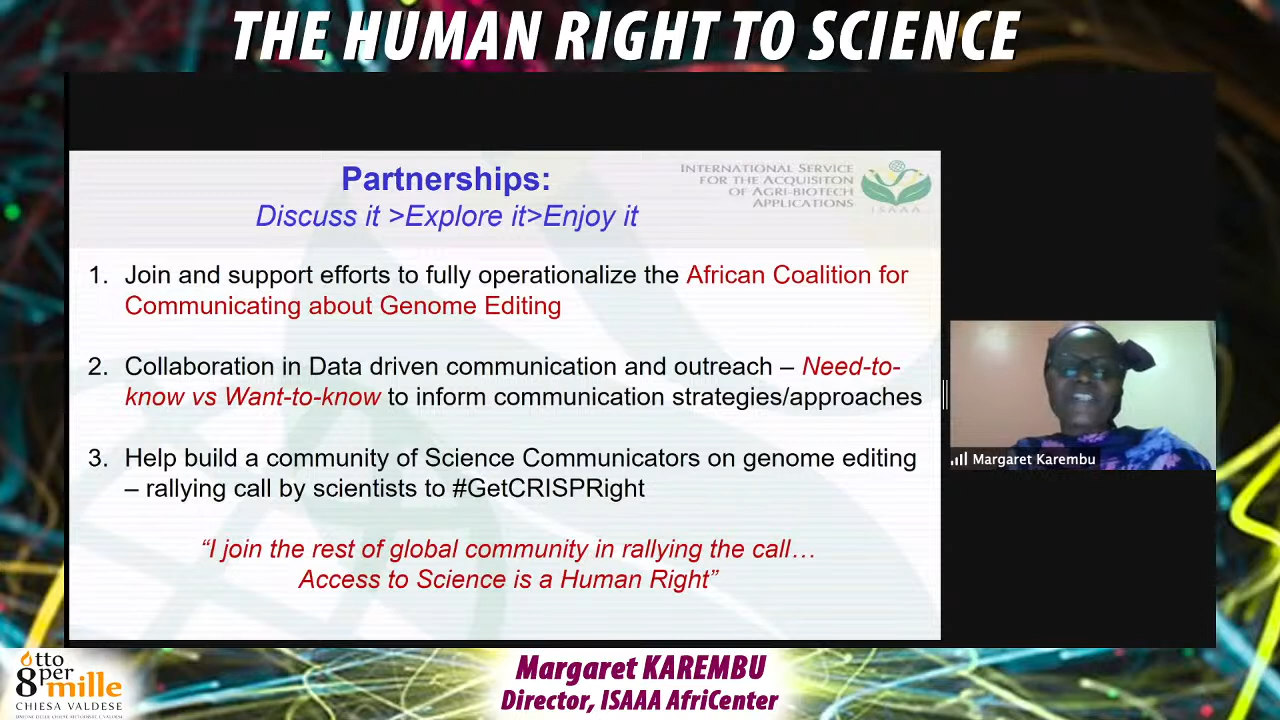 THE HUMAN RIGHT TO SCIENCE
Partnerships:
Discuss it >Explore it>Enjoy it
INTERNATIONAL SERVICE
FOR THE ACQUISITON
OF AGRI-BIOTECH
APPLICATIONS
ISAAA
1. Join and support efforts to fully operationalize the African Coalition for
Communicating about Genome Editing
2. Collaboration in Data driven communication and outreach – Need-to-
know vs Want-to-know to inform communication strategies/approaches
3. Help build a community of Science Communicators on genome editing
– rallying call by scientists to #GetCRISPRight
“I join the rest of global community in rallying the call…
Access to Science is a Human Right”
Margaret Karembu
otto
per
8 mille
CHIESA VALDESE
Margaret KAREMBU
Director, ISAAA AfriCenter